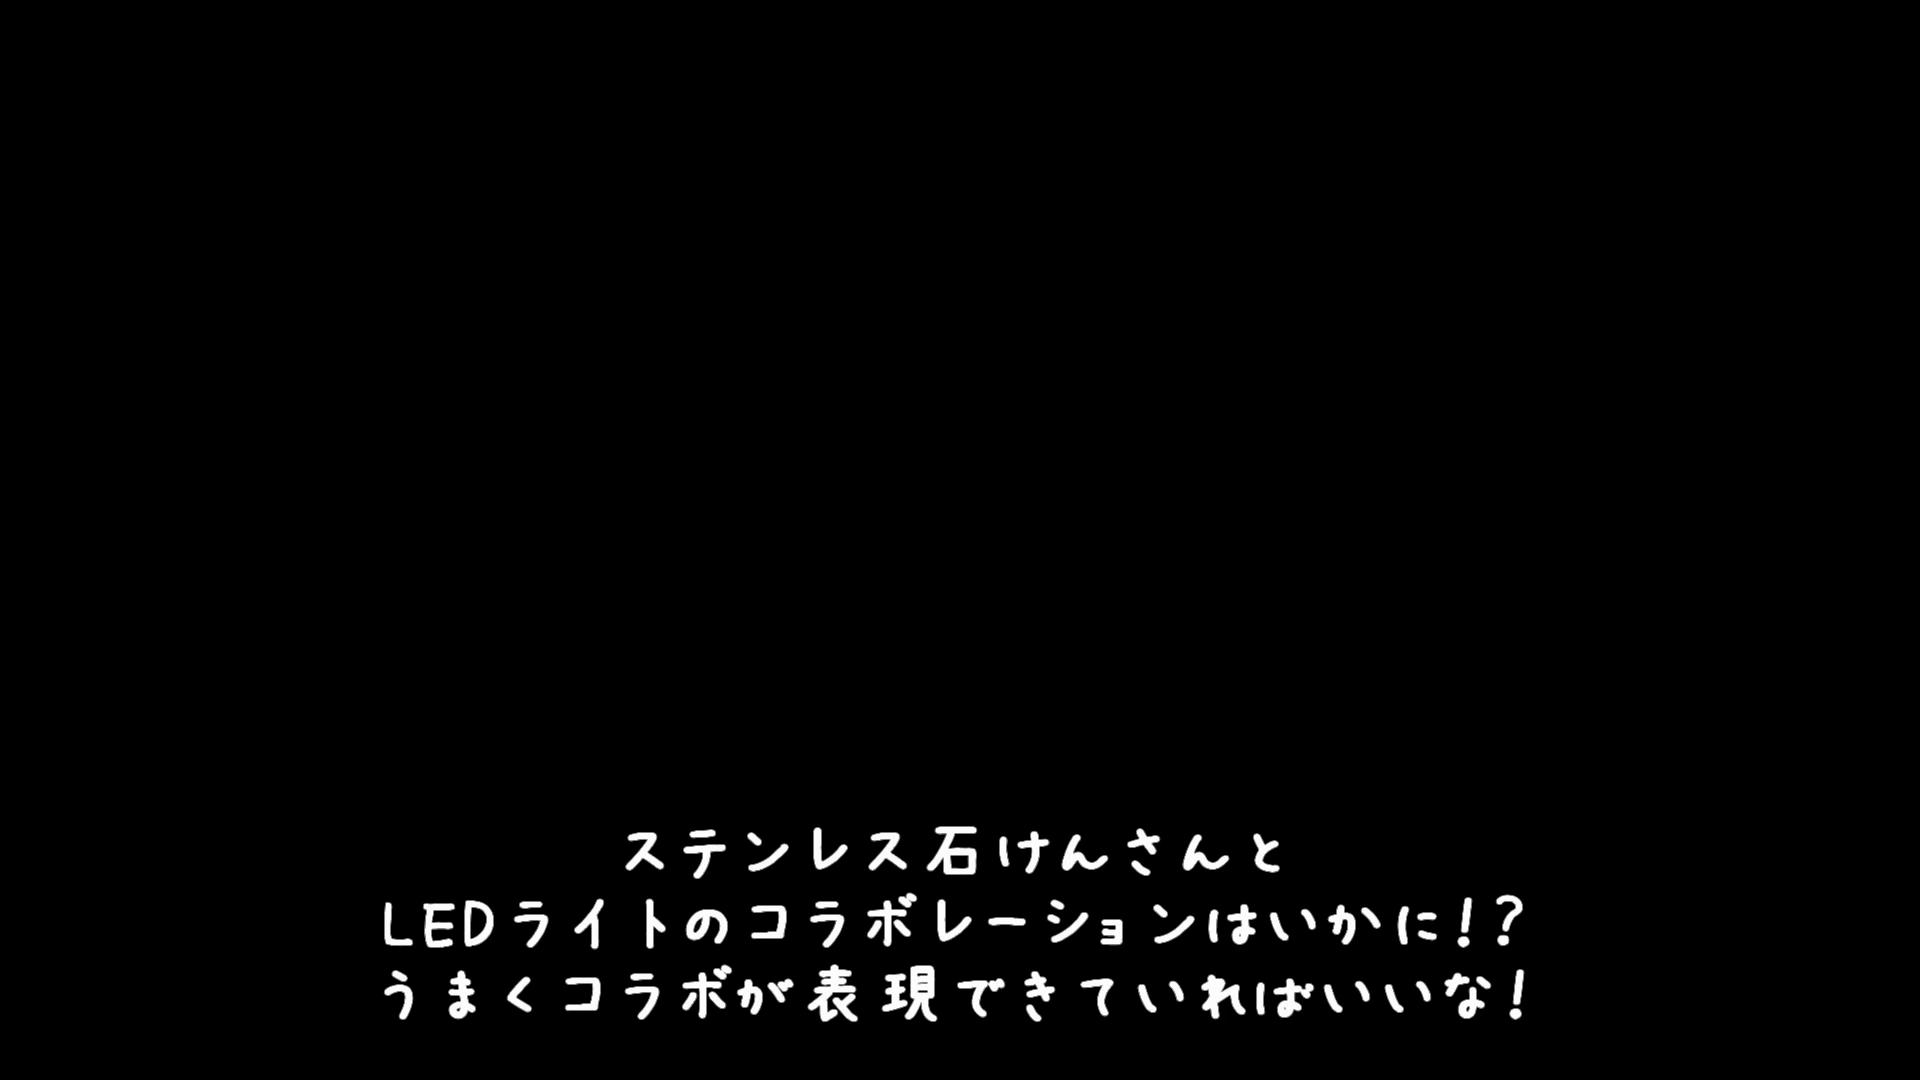 ステンレス石けんさんと
LEDライトのコラボレーションはいかに!?
うまくコラボが表現できていればいいな!